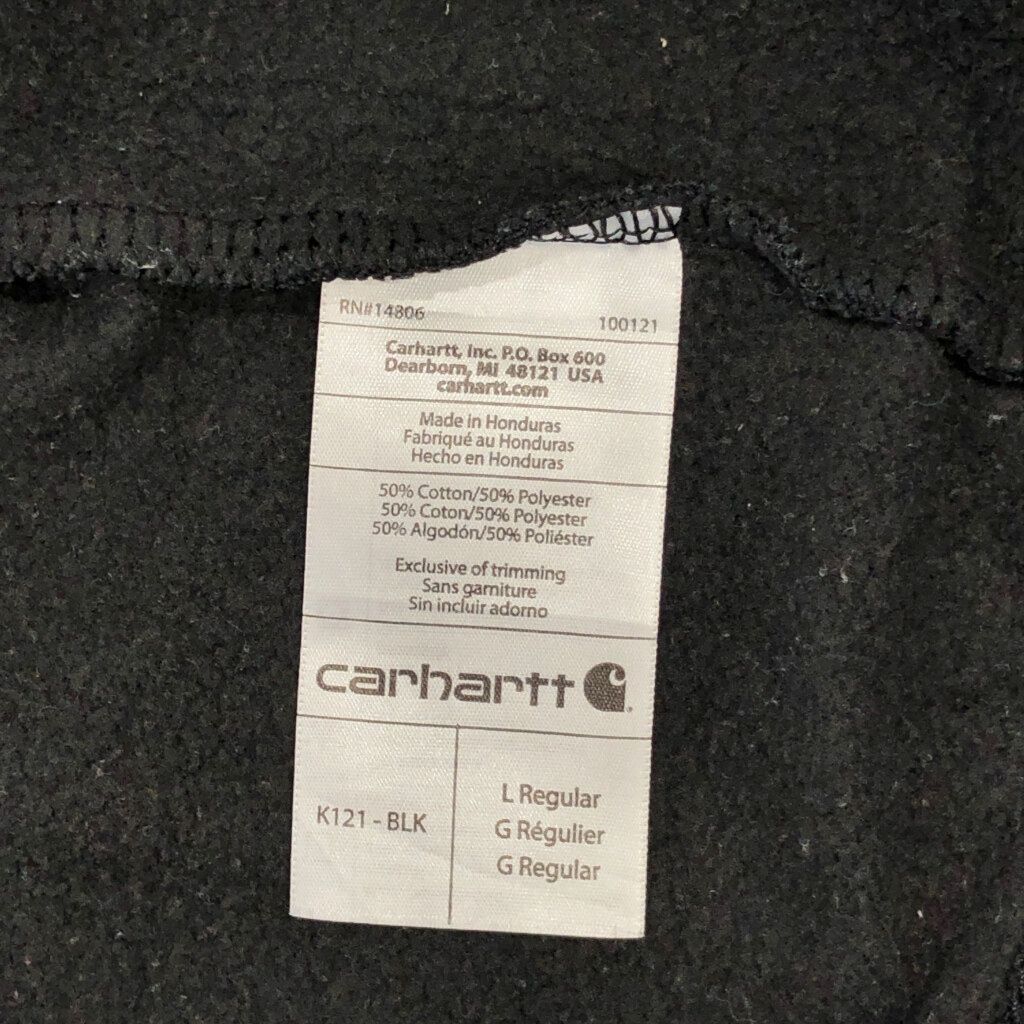 RN#14806
100121
Carhartt, Inc. P.O. Box 600
Dearborn, MI 48121 USA
carhartt.com
Made in Honduras
Fabriqué au Honduras
Hecho en Honduras
50% Cotton/50% Polyester
50% Coton/50% Polyester
50% Algodón/50% Poliéster
Exclusive of trimming
Sans garniture
Sin incluir adorno
carhartt
K121 - BLK
L Regular
G Régulier
G Regular